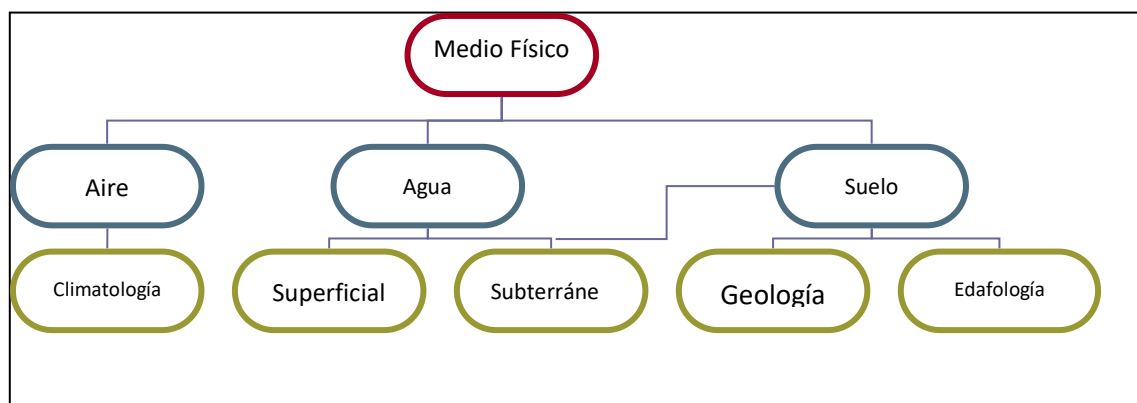 Medio Físico
Aire
Agua
Suelo
Climatología
Superficial
Subterráne
Geología
Edafología